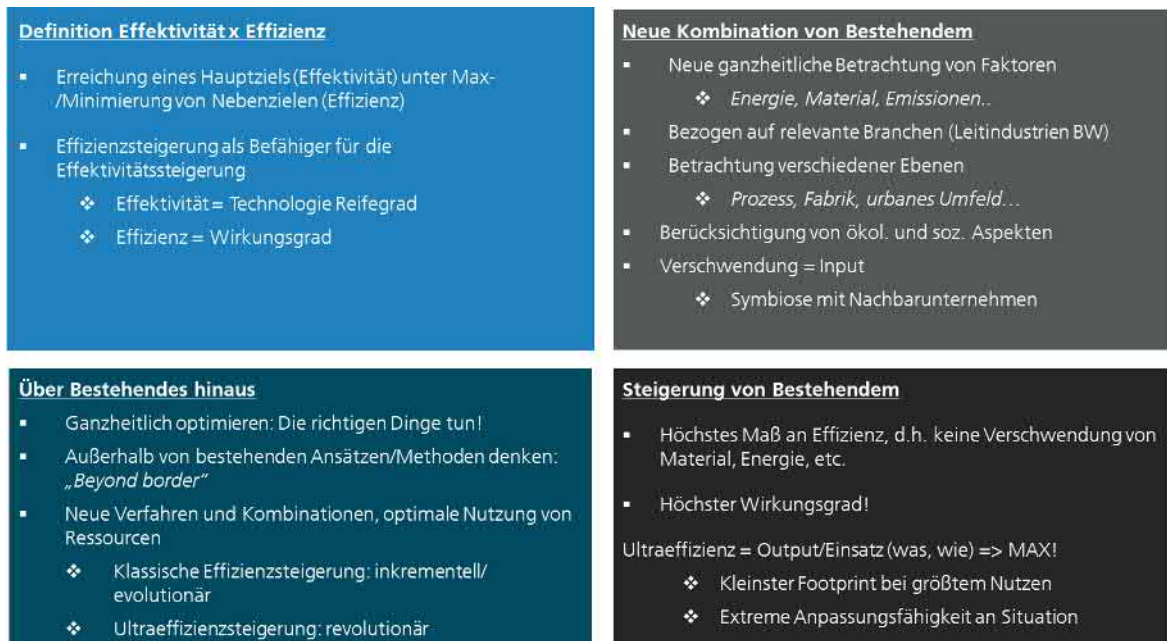 Definition Effektivität x Effizienz
▪ Erreichung eines Hauptziels (Effektivität) unter Max-
/Minimierung von Nebenzielen (Effizienz)
▪ Effizienzsteigerung als Befähiger für die
Effektivitätssteigerung
❖ Effektivität = Technologie Reifegrad
❖ Effizienz = Wirkungsgrad
Neue Kombination von Bestehendem
▪ Neue ganzheitliche Betrachtung von Faktoren
❖ Energie, Material, Emissionen..
▪ Bezogen auf relevante Branchen (Leitindustrien BW)
▪ Betrachtung verschiedener Ebenen
❖ Prozess, Fabrik, urbanes Umfeld...
▪ Berücksichtigung von ökol. und soz. Aspekten
▪ Verschwendung = Input
❖ Symbiose mit Nachbarunternehmen
Über Bestehendes hinaus
▪ Ganzheitlich optimieren: Die richtigen Dinge tun!
▪ Außerhalb von bestehenden Ansätzen/Methoden denken:
„Beyond border“
▪ Neue Verfahren und Kombinationen, optimale Nutzung von
Ressourcen
❖ Klassische Effizienzsteigerung: inkrementell/
evolutionär
❖ Ultraeffizienzsteigerung: revolutionär
Steigerung von Bestehendem
▪ Höchstes Maß an Effizienz, d.h. keine Verschwendung von
Material, Energie, etc.
▪ Höchster Wirkungsgrad!
Ultraeffizienz = Output/Einsatz (was, wie) => MAX!
❖ Kleinster Footprint bei größtem Nutzen
❖ Extreme Anpassungsfähigkeit an Situation